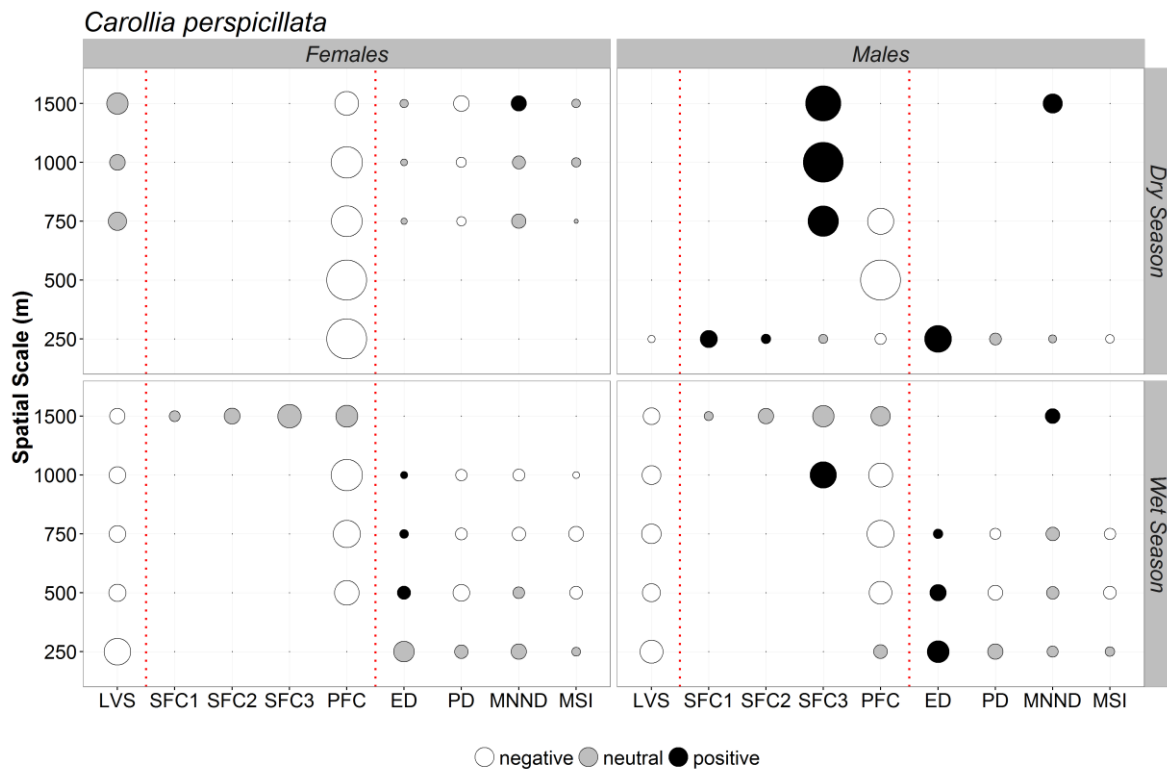 Carollia perspicillata
Females
Males
1500
1000
750
500
250
Dry Season
Spatial Scale (m)
1500
1000
750
500
250
Wet Season
LVS SFC1 SFC2 SFC3 PFC ED PD MNND MSI
LVS SFC1 SFC2 SFC3 PFC ED PD MNND MSI
negative neutral positive